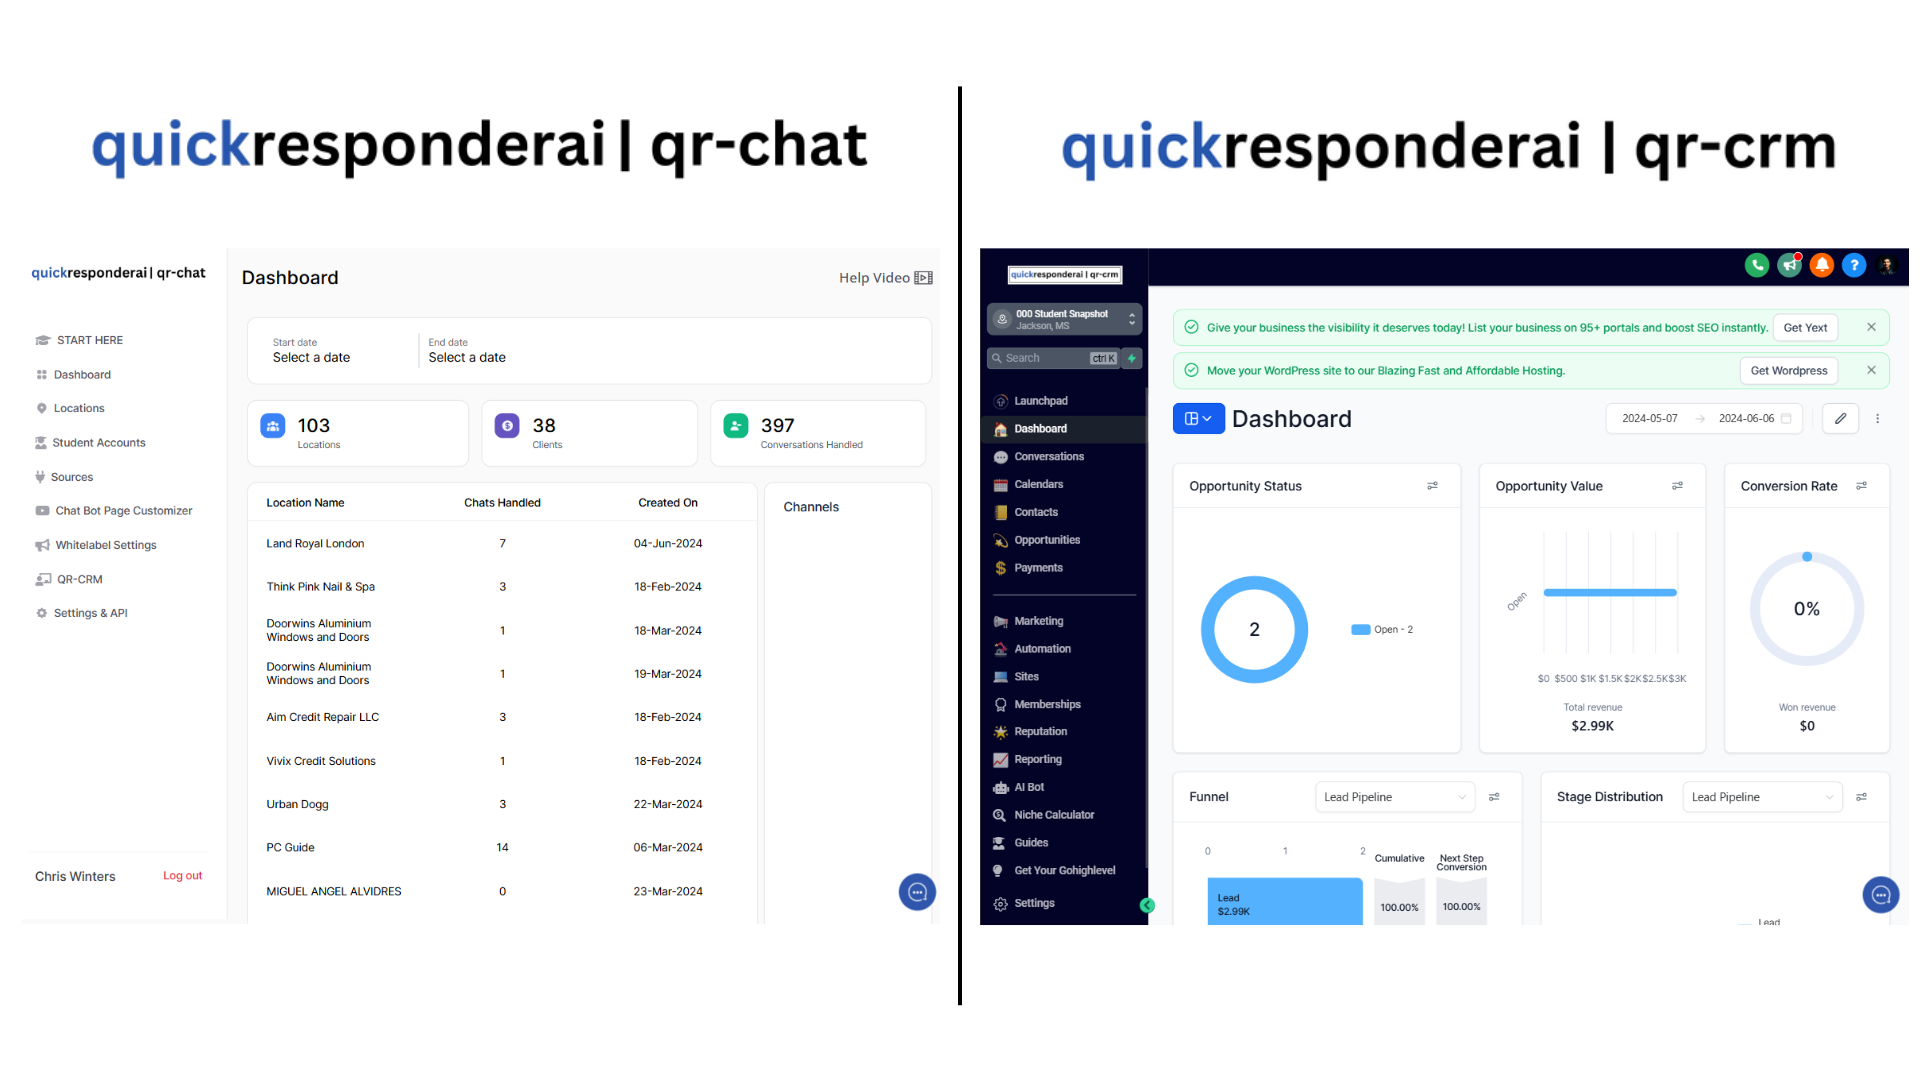 quickresponderai | qr-chat
quickresponderai | qr-chat
Dashboard
Help Video
START HERE
Dashboard
Locations
Student Accounts
Sources
Chat Bot Page Customizer
Whitelabel Settings
QR-CRM
Settings & API
Chris Winters
Log out
Start date
Select a date
End date
Select a date
103
Locations
38
Clients
397
Conversations Handled
Location Name Chats Handled Created On
Land Royal London 7 04-Jun-2024
Think Pink Nail & Spa 3 18-Feb-2024
Doorwins Aluminium
Windows and Doors 1 18-Mar-2024
Doorwins Aluminium
Windows and Doors 1 19-Mar-2024
Aim Credit Repair LLC 3 18-Feb-2024
Vivix Credit Solutions 1 18-Feb-2024
Urban Dogg 3 22-Mar-2024
PC Guide 14 06-Mar-2024
MIGUEL ANGEL ALVIDRES 0 23-Mar-2024
Channels
quickresponderai | qr-crm
quickresponderai | qr-crm
000 Student Snapshot
Jackson, MS
Search ctrl K
Launchpad
Dashboard
Conversations
Calendars
Contacts
Opportunities
Payments
Marketing
Automation
Sites
Memberships
Reputation
Reporting
AI Bot
Niche Calculator
Guides
Get Your Gohighlevel
Settings
?
Give your business the visibility it deserves today! List your business on 95+ portals and boost SEO instantly. Get Yext
Move your WordPress site to our Blazing Fast and Affordable Hosting. Get Wordpress
Dashboard
2024-05-07 → 2024-06-06
Opportunity Status
2
Open - 2
Opportunity Value
Open
$0 $500 $1K $1.5K $2K $2.5K $3K
Total revenue
$2.99K
Conversion Rate
0%
Won revenue
$0
Funnel
Lead Pipeline
0 1 2
Cumulative
Next Step
Conversion
Lead
$2.99K
100.00%
100.00%
Stage Distribution
Lead Pipeline
Lead